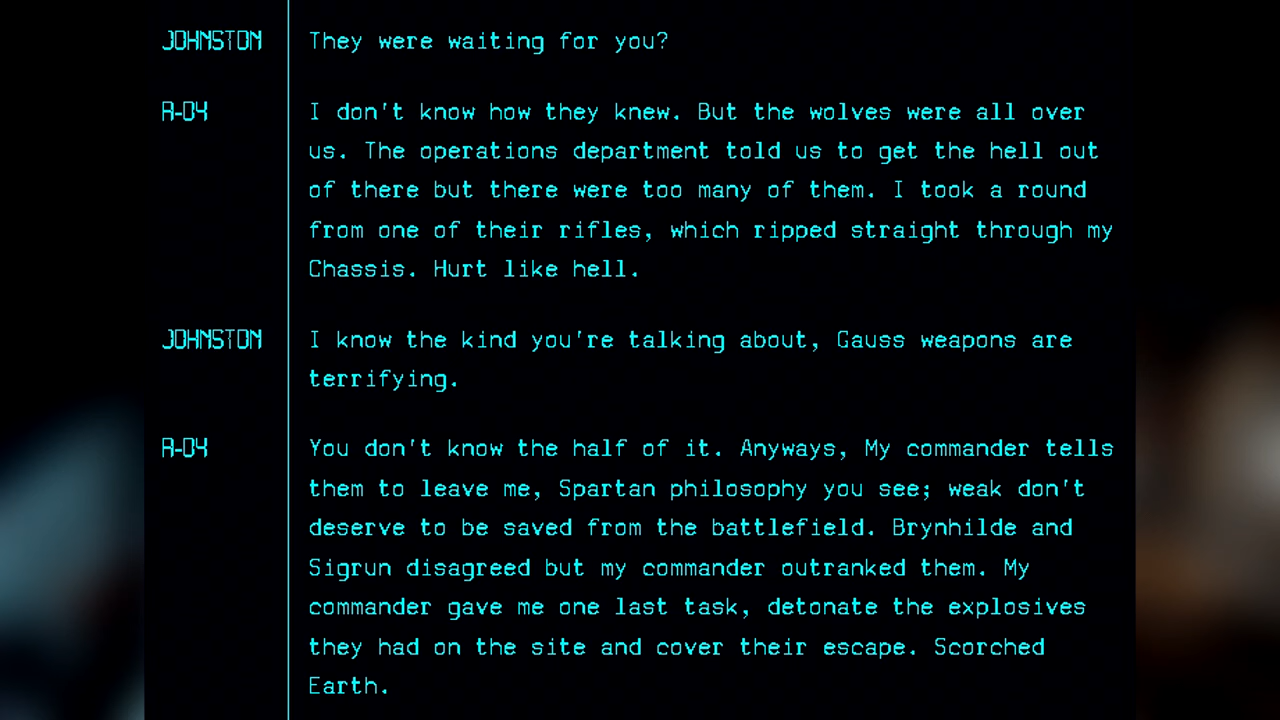 JOHNSTON They were waiting for you?
A-04 I don't know how they knew. But the wolves were all over
us. The operations department told us to get the hell out
of there but there were too many of them. I took a round
from one of their rifles, which ripped straight through my
Chassis. Hurt like hell.
JOHNSTON I know the kind you're talking about, Gauss weapons are
terrifying.
A-04 You don't know the half of it. Anyways, My commander tells
them to leave me, Spartan philosophy you see; weak don't
deserve to be saved from the battlefield. Brynhilde and
Sigrun disagreed but my commander outranked them. My
commander gave me one last task, detonate the explosives
they had on the site and cover their escape. Scorched
Earth.